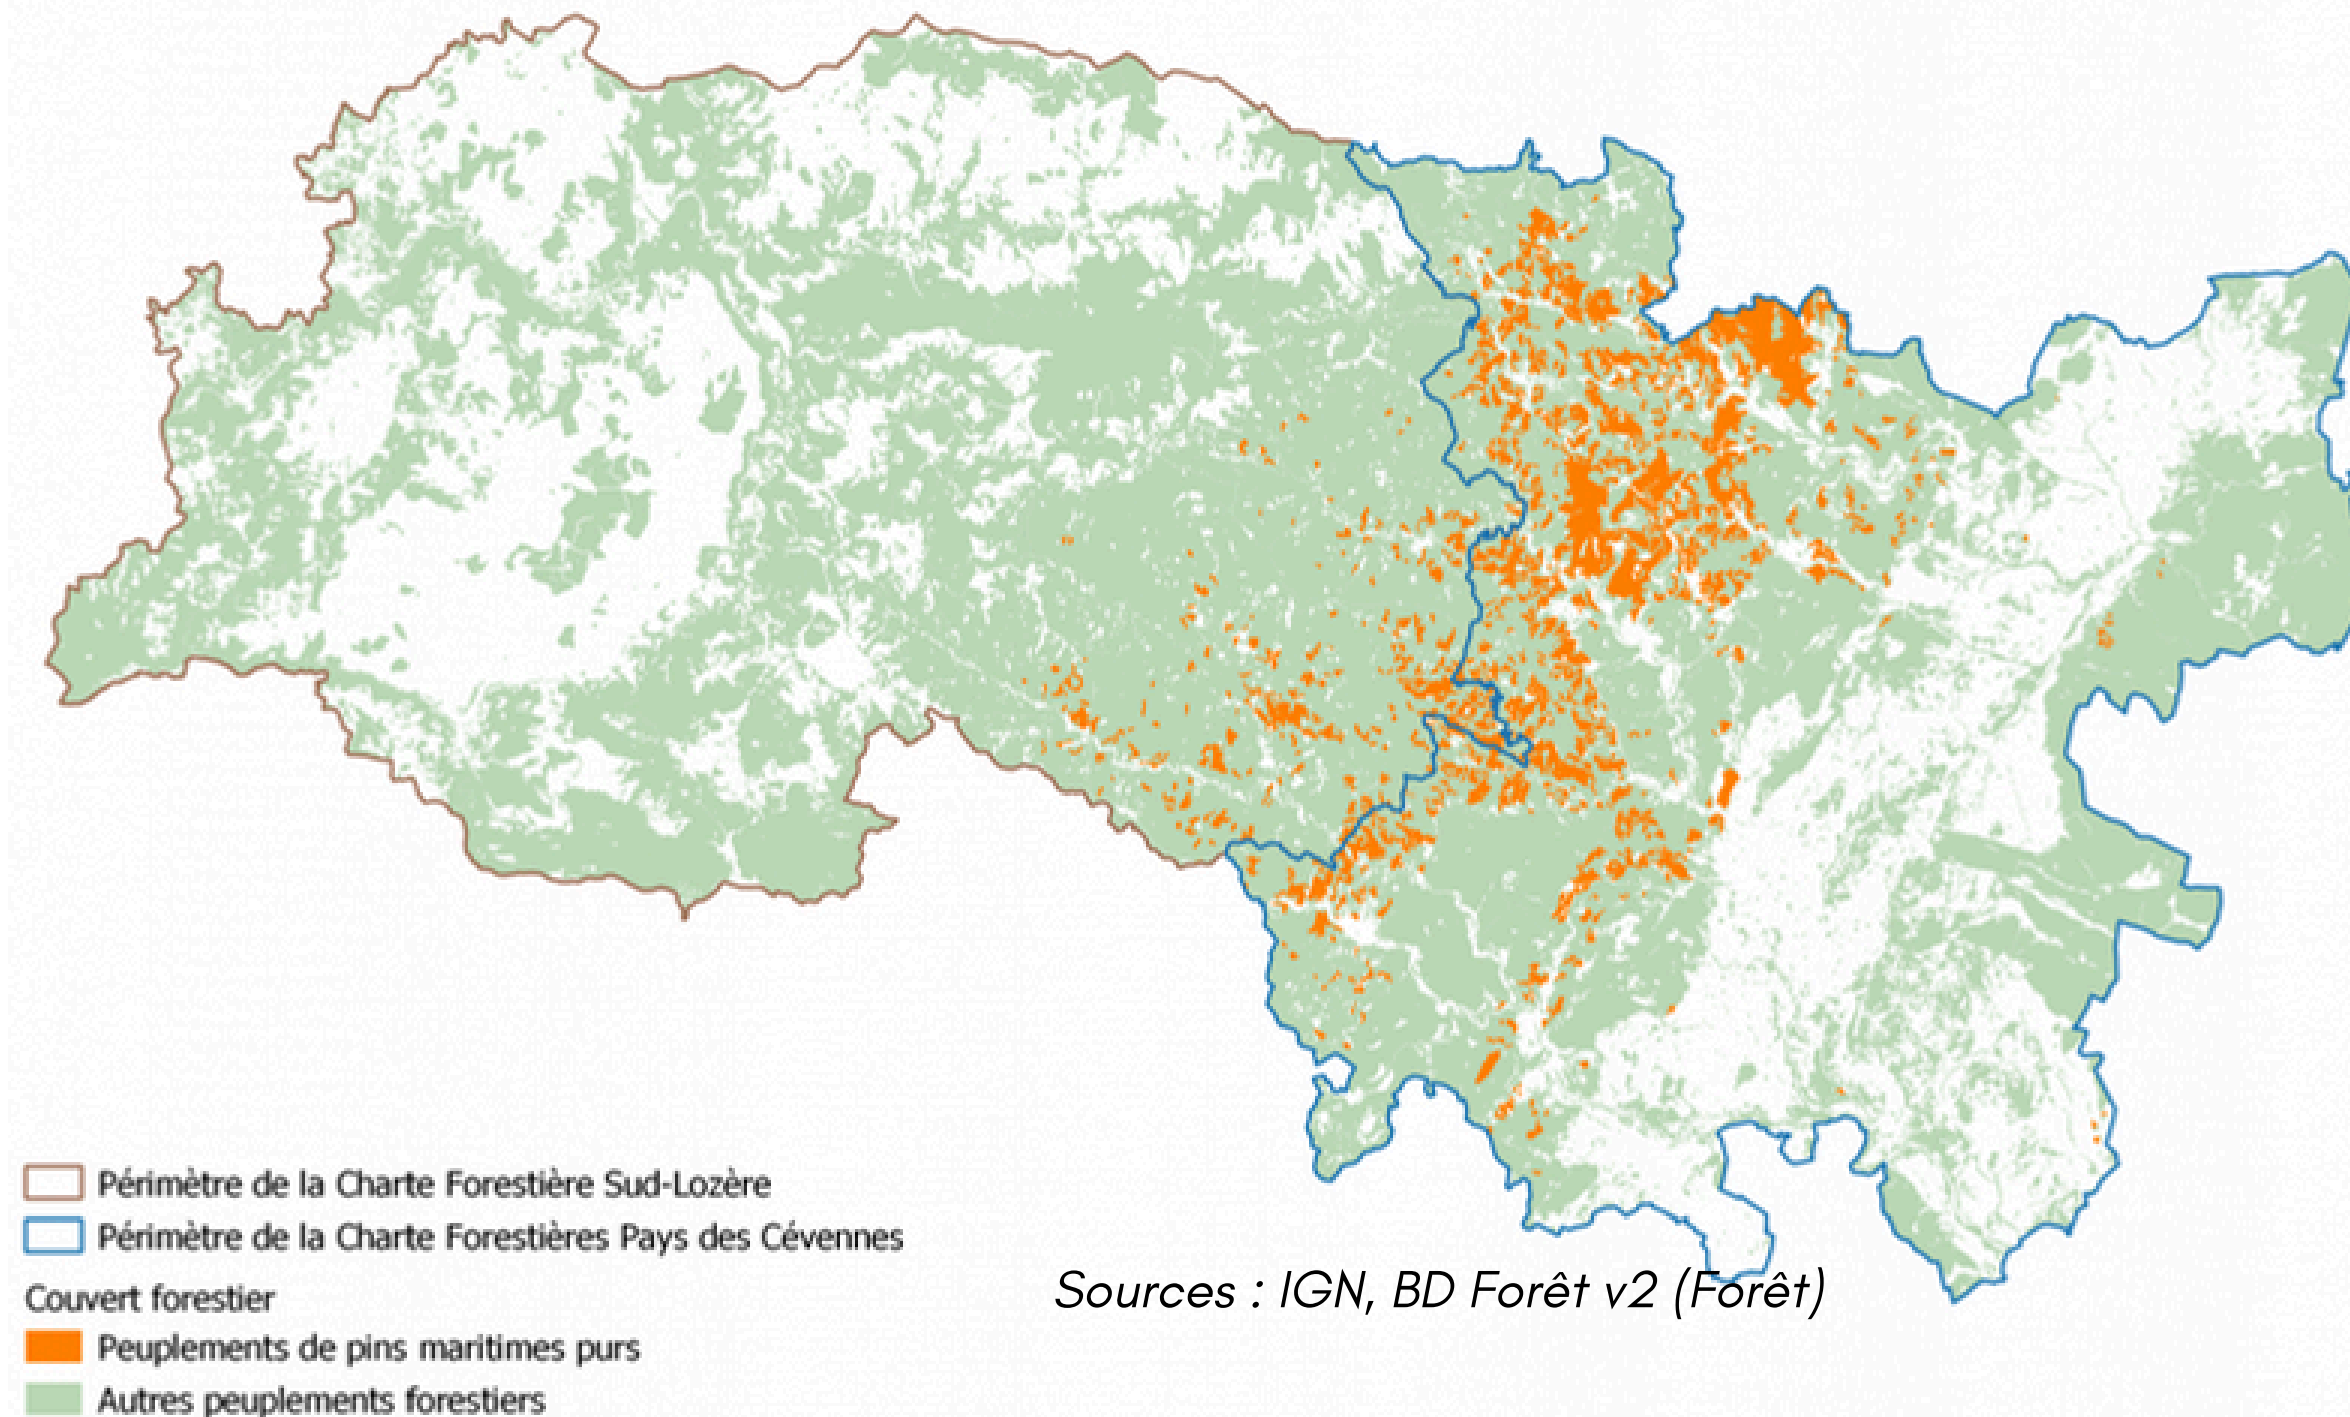 Périmètre de la Charte Forestière Sud-Lozère
Périmètre de la Charte Forestières Pays des Cévennes
Couvert forestier
Peuplements de pins maritimes purs
Autres peuplements forestiers
Sources : IGN, BD Forêt v2 (Forêt)